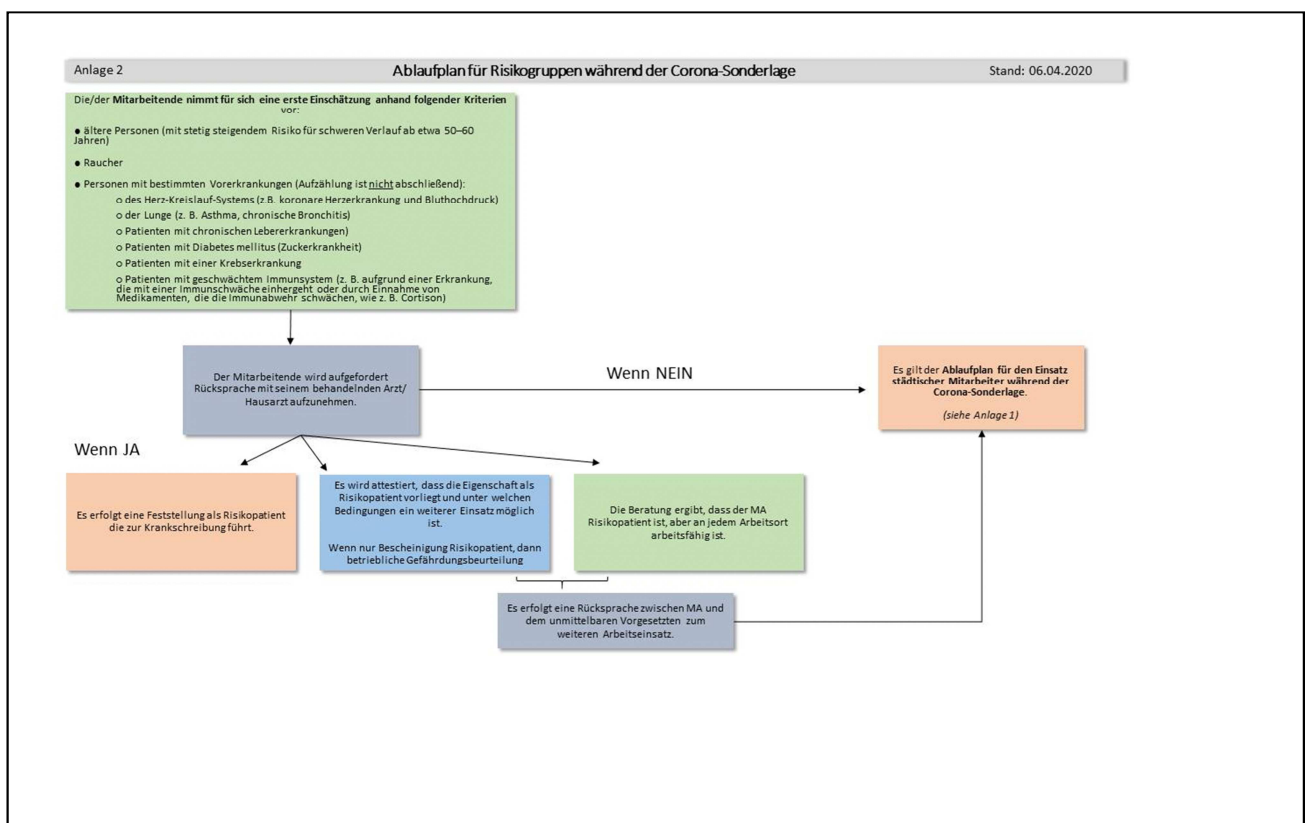 Anlage 2
Ablaufplan für Risikogruppen während der Corona-Sonderlage
Stand: 06.04.2020
Die/der Mitarbeitende nimmt für sich eine erste Einschätzung anhand folgender Kriterien
vor:
● ältere Personen (mit stetig steigendem Risiko für schweren Verlauf ab etwa 50–60
Jahren)
● Raucher
● Personen mit bestimmten Vorerkrankungen (Aufzählung ist nicht abschließend):
o des Herz-Kreislauf-Systems (z.B. koronare Herzerkrankung und Bluthochdruck)
o der Lunge (z. B. Asthma, chronische Bronchitis)
o Patienten mit chronischen Lebererkrankungen)
o Patienten mit Diabetes mellitus (Zuckerkrankheit)
o Patienten mit einer Krebserkrankung
o Patienten mit geschwächtem Immunsystem (z. B. aufgrund einer Erkrankung,
die mit einer Immunschwäche einhergeht oder durch Einnahme von
Medikamenten, die die Immunabwehr schwächen, wie z. B. Cortison)
Der Mitarbeitende wird aufgefordert
Rücksprache mit seinem behandelnden Arzt/
Hausarzt aufzunehmen.
Wenn NEIN
Es gilt der Ablaufplan für den Einsatz
städtischer Mitarbeiter während der
Corona-Sonderlage.
(siehe Anlage 1)
Wenn JA
Es erfolgt eine Feststellung als Risikopatient
die zur Krankschreibung führt.
Es wird attestiert, dass die Eigenschaft als
Risikopatient vorliegt und unter welchen
Bedingungen ein weiterer Einsatz möglich
ist.
Wenn nur Bescheinigung Risikopatient, dann
betriebliche Gefährdungsbeurteilung
Die Beratung ergibt, dass der MA
Risikopatient ist, aber an jedem Arbeitsort
arbeitsfähig ist.
Es erfolgt eine Rücksprache zwischen MA und
dem unmittelbaren Vorgesetzten zum
weiteren Arbeitseinsatz.